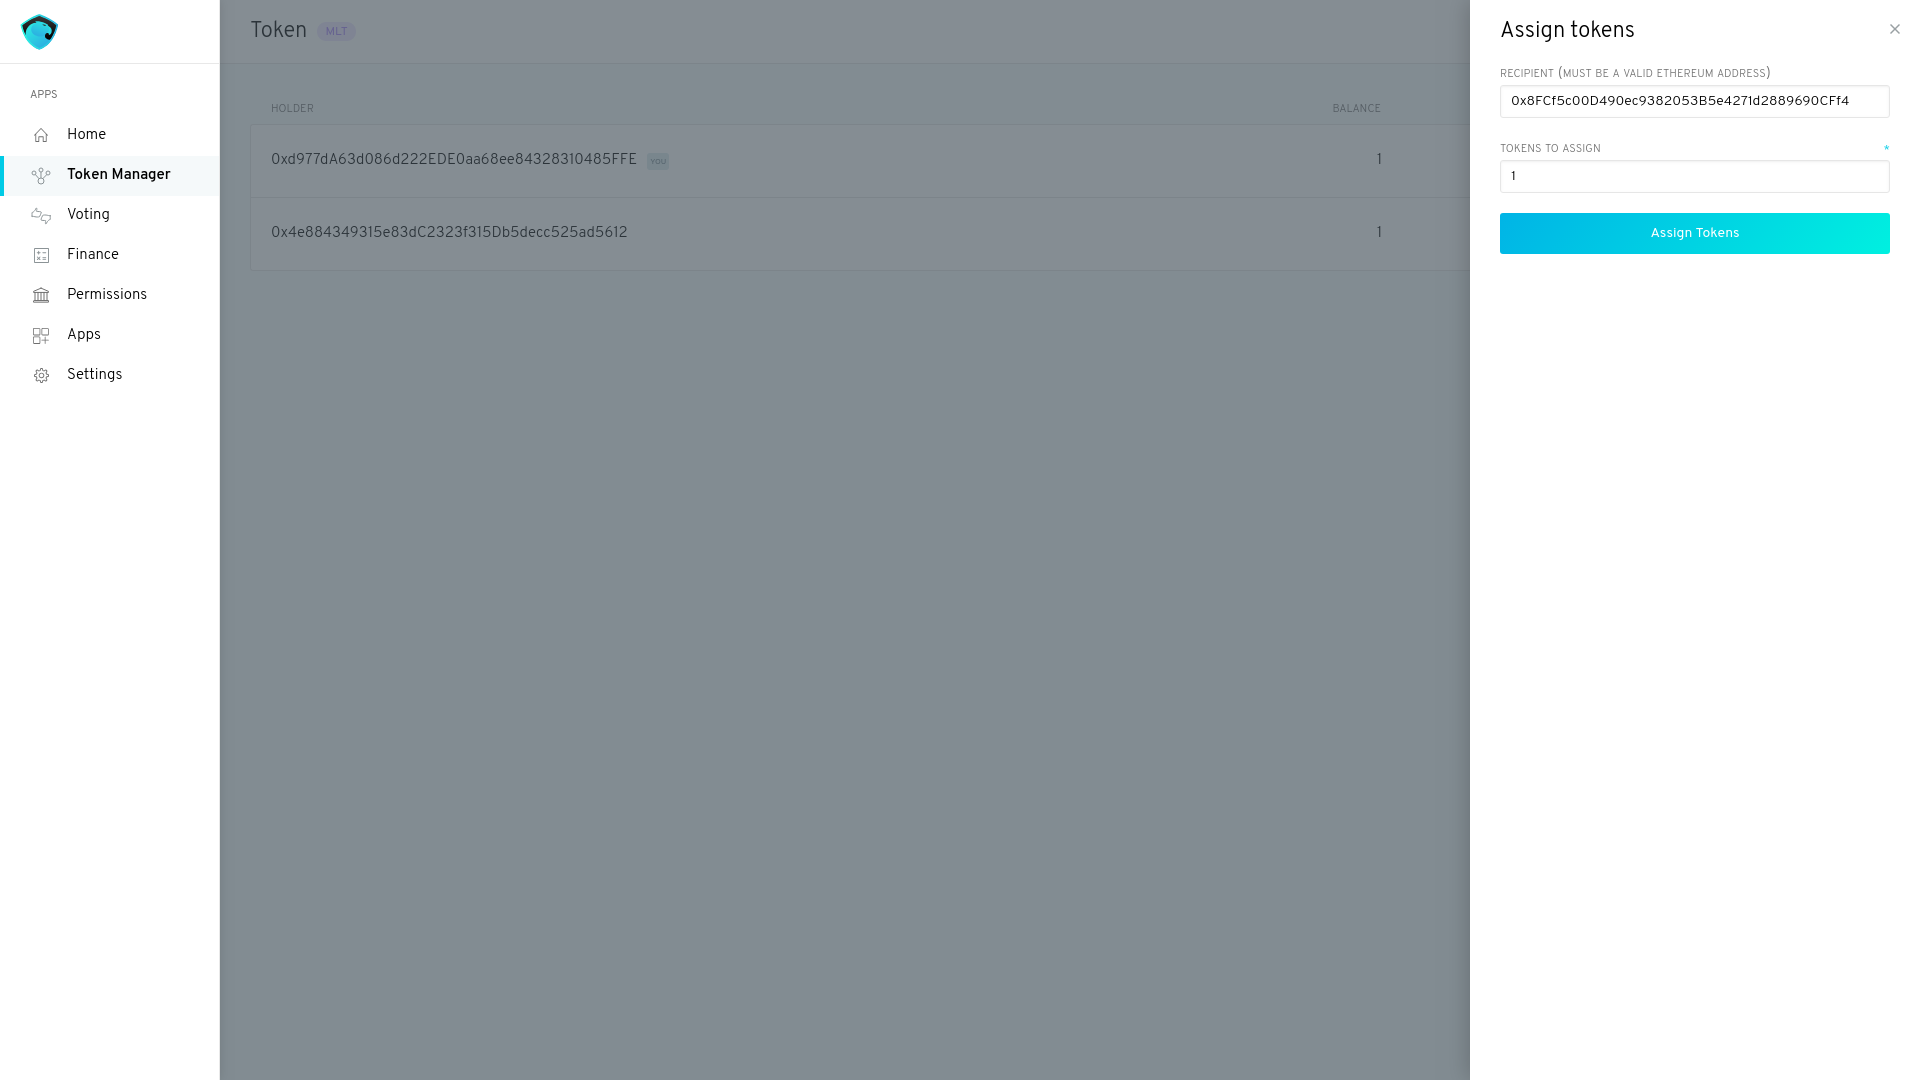 APPS
Home
Token Manager
Voting
Finance
Permissions
Apps
Settings
Token MLT
HOLDER BALANCE
0xd977dA63d086d222EDE0aa68ee84328310485FFE YOU 1
0x4e884349315e83dC2323f315Db5decc525ad5612 1
Assign tokens
RECIPIENT (MUST BE A VALID ETHEREUM ADDRESS)
0x8FCf5c00D490ec9382053B5e4271d2889690CFf4
TOKENS TO ASSIGN *
1
Assign Tokens